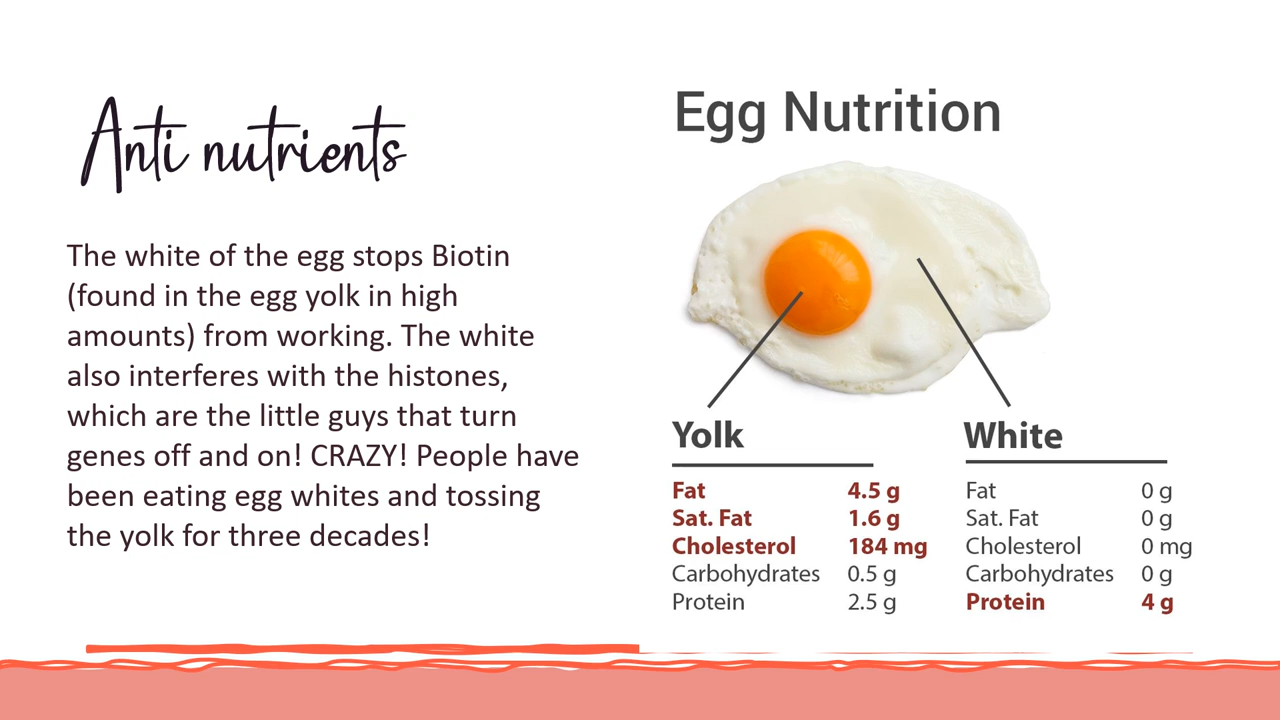 Anti nutrients
The white of the egg stops Biotin
(found in the egg yolk in high
amounts) from working. The white
also interferes with the histones,
which are the little guys that turn
genes off and on! CRAZY! People have
been eating egg whites and tossing
the yolk for three decades!
Egg Nutrition
Yolk
Fat 4.5 g
Sat. Fat 1.6 g
Cholesterol 184 mg
Carbohydrates 0.5 g
Protein 2.5 g
White
Fat 0 g
Sat. Fat 0 g
Cholesterol 0 mg
Carbohydrates 0 g
Protein 4 g